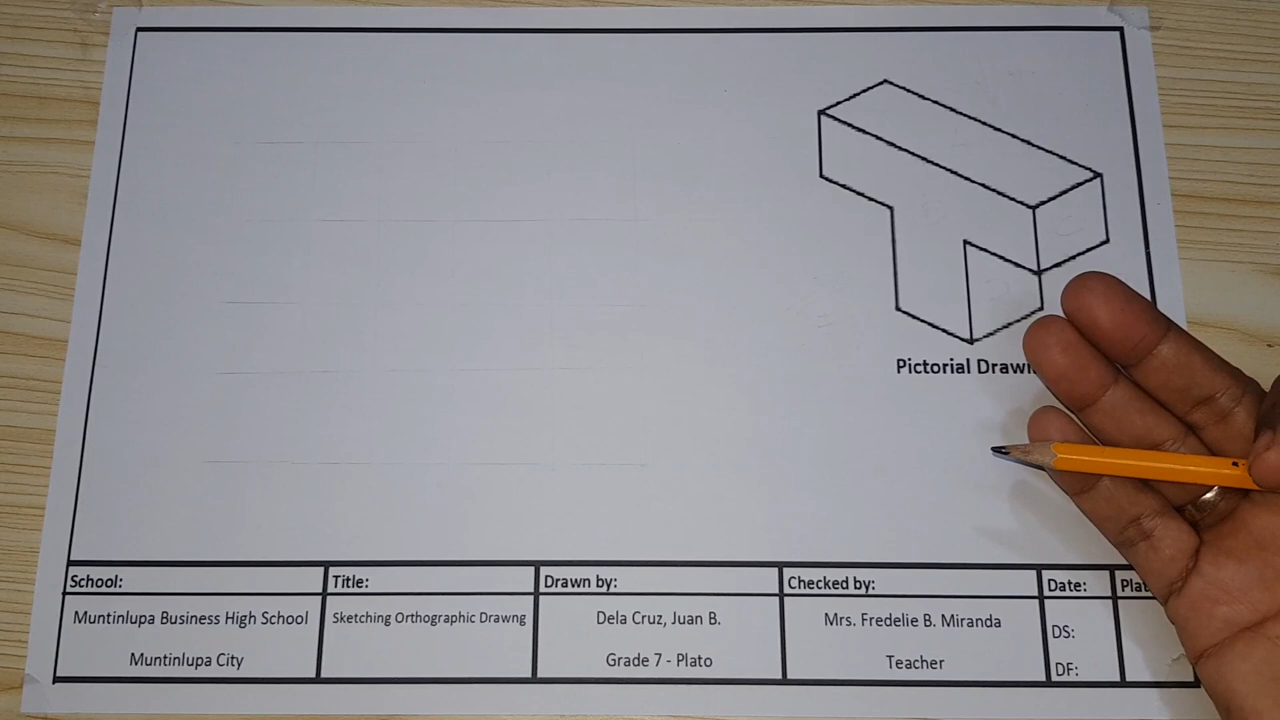 Pictorial
School:
Title:
Drawn by:
Checked by:
Date:
Muntinlupa Business High School
Sketching Orthographic Drawng
Dela Cruz, Juan B.
Mrs. Fredelie B. Miranda
DS:
Muntinlupa City
Grade 7 - Plato
Teacher
DF: